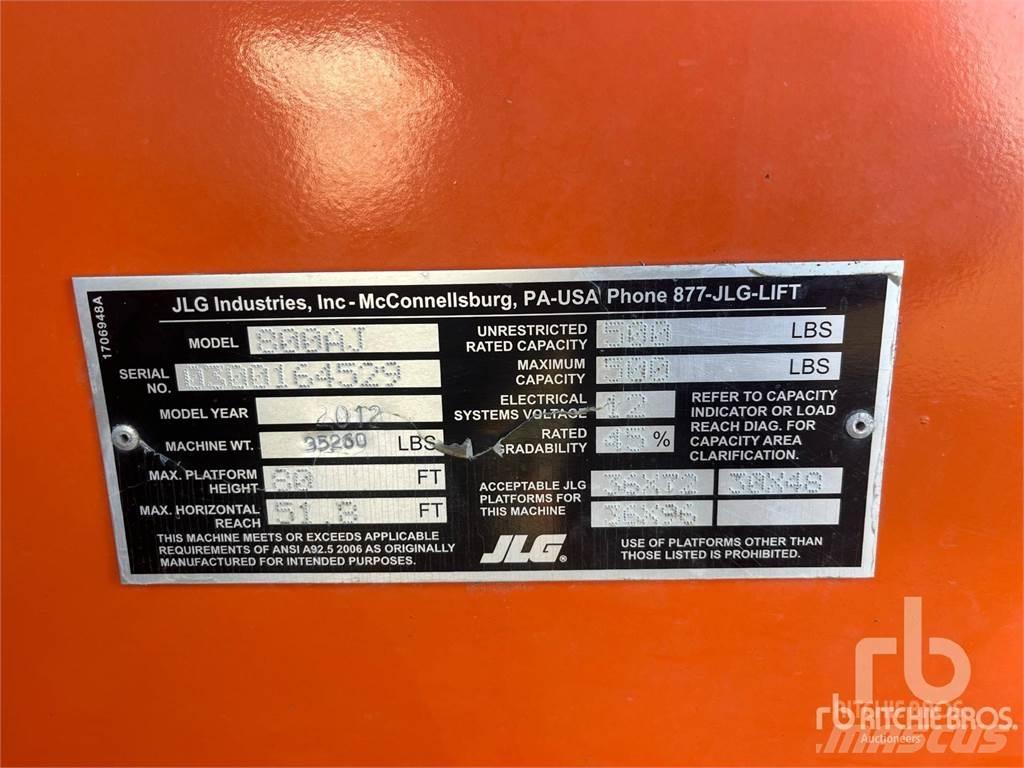 1706948A
JLG Industries, Inc - McConnellsburg, PA-USA Phone 877-JLG-LIFT
MODEL 800AJ
SERIAL NO. 0300164529
MODEL YEAR 2012
MACHINE WT. 35260 LBS
MAX. PLATFORM HEIGHT 80 FT
MAX. HORIZONTAL REACH 51.8 FT
THIS MACHINE MEETS OR EXCEEDS APPLICABLE
REQUIREMENTS OF ANSI A92.5 2006 AS ORIGINALLY
MANUFACTURED FOR INTENDED PURPOSES.
UNRESTRICTED RATED CAPACITY 500 LBS
MAXIMUM CAPACITY 500 LBS
ELECTRICAL SYSTEMS VOLTAGE 12
RATED GRADABILITY 45 %
REFER TO CAPACITY
INDICATOR OR LOAD
REACH DIAG. FOR
CAPACITY AREA
CLARIFICATION.
ACCEPTABLE JLG
PLATFORMS FOR
THIS MACHINE
36X72 30X48
36X96
JLG®
USE OF PLATFORMS OTHER THAN
THOSE LISTED IS PROHIBITED.
rb
RITCHIE BROS.
rb RITCHIE BROS.
Auctioneers
mascus